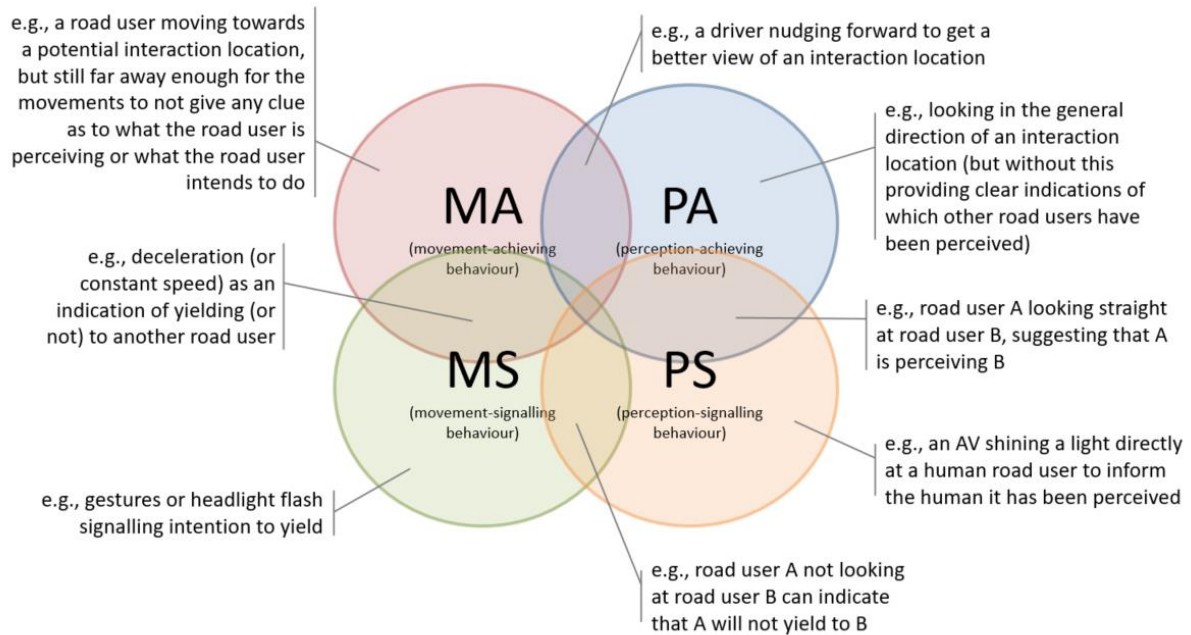 e.g., a road user moving towards
a potential interaction location,
but still far away enough for the
movements to not give any clue
as to what the road user is
perceiving or what the road user
intends to do
e.g., a driver nudging forward to get a
better view of an interaction location
e.g., looking in the general
direction of an interaction
location (but without this
providing clear indications of
which other road users have
been perceived)
MA
(movement-achieving
behaviour)
PA
(perception-achieving
behaviour)
e.g., deceleration (or
constant speed) as an
indication of yielding (or
not) to another road user
e.g., road user A looking straight
at road user B, suggesting that A
is perceiving B
MS
(movement-signalling
behaviour)
PS
(perception-signalling
behaviour)
e.g., an AV shining a light directly
at a human road user to inform
the human it has been perceived
e.g., gestures or headlight flash
signalling intention to yield
e.g., road user A not looking
at road user B can indicate
that A will not yield to B